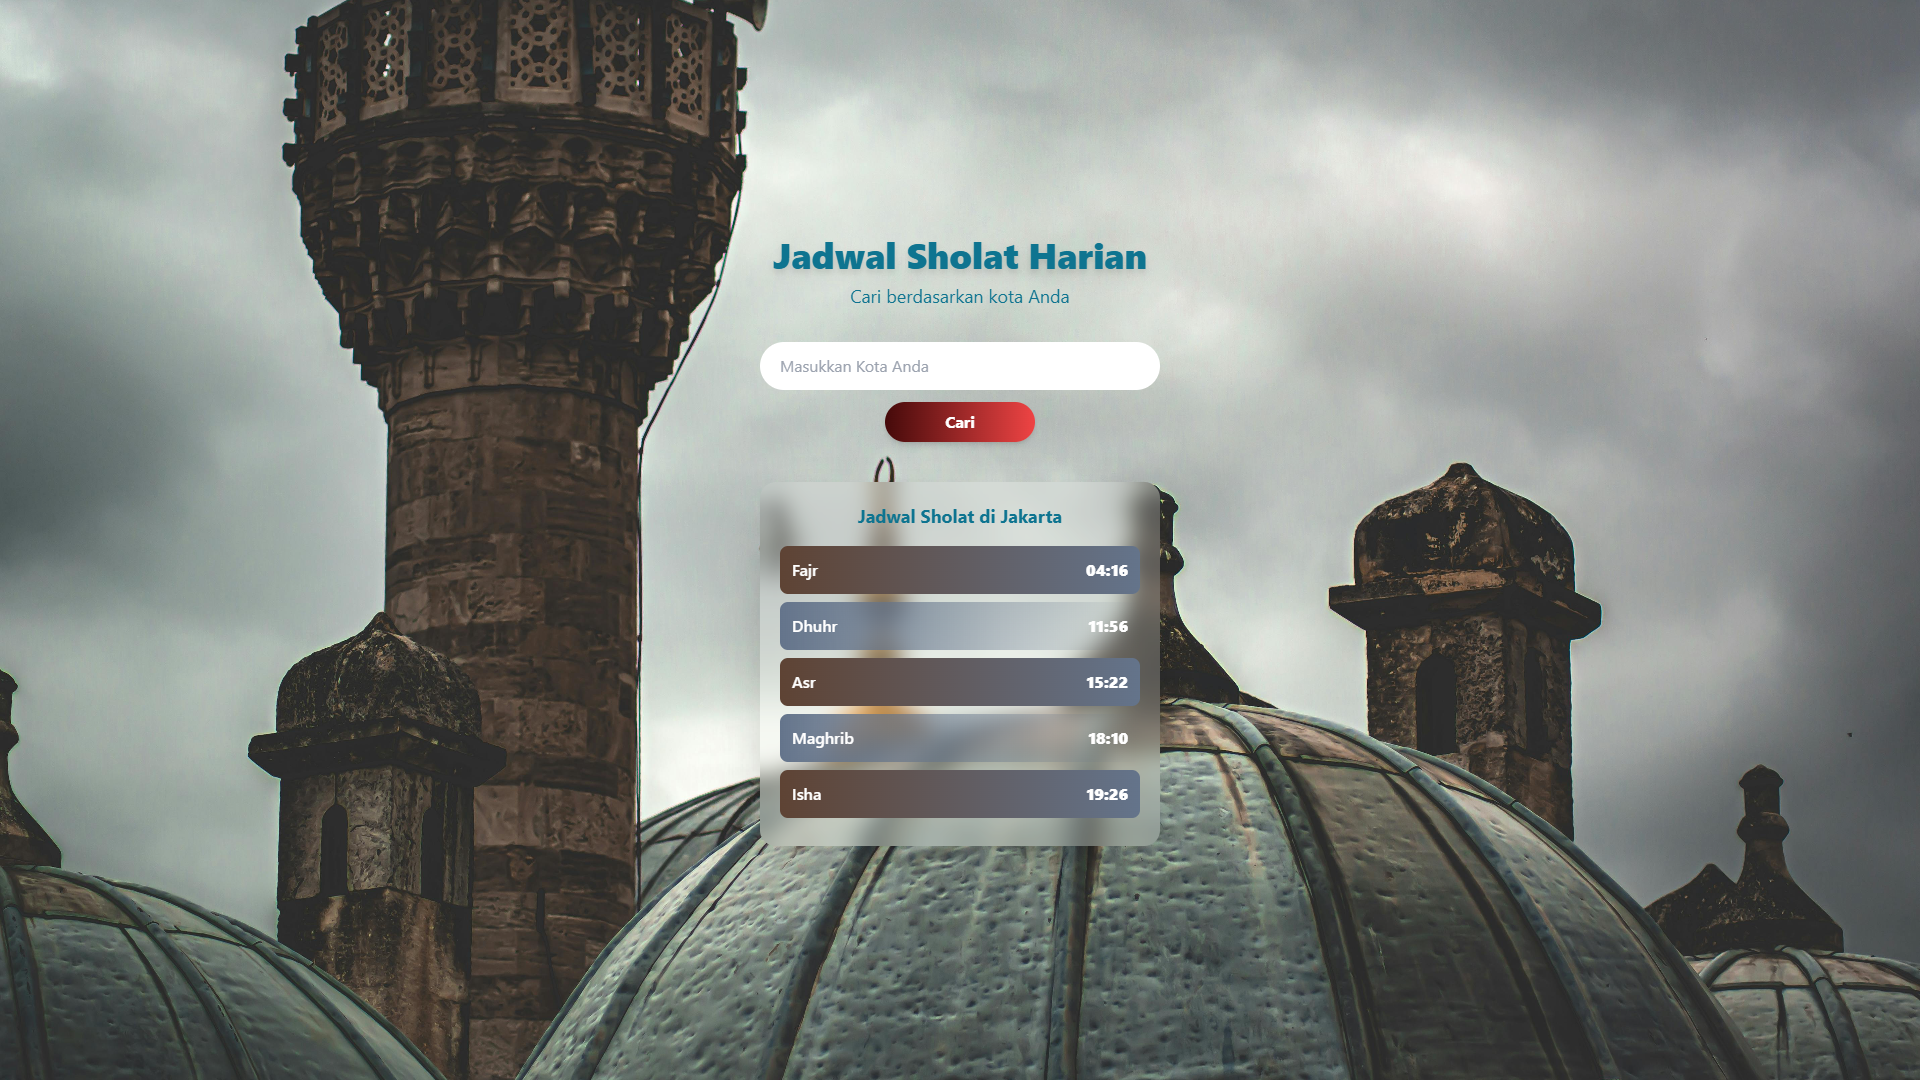 Jadwal Sholat Harian
Cari berdasarkan kota Anda
Masukkan Kota Anda
Cari
Jadwal Sholat di Jakarta
Fajr 04:16
Dhuhr 11:56
Asr 15:22
Maghrib 18:10
Isha 19:26